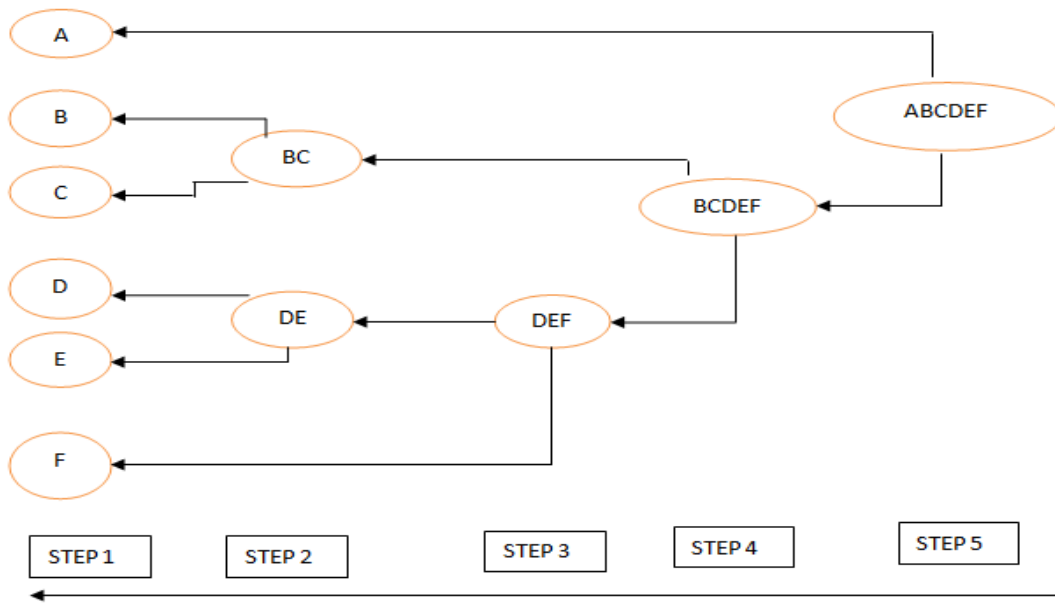 A
ABCDEF
B
BC
C
BCDEF
D
DE
DEF
E
F
STEP 1
STEP 2
STEP 3
STEP 4
STEP 5